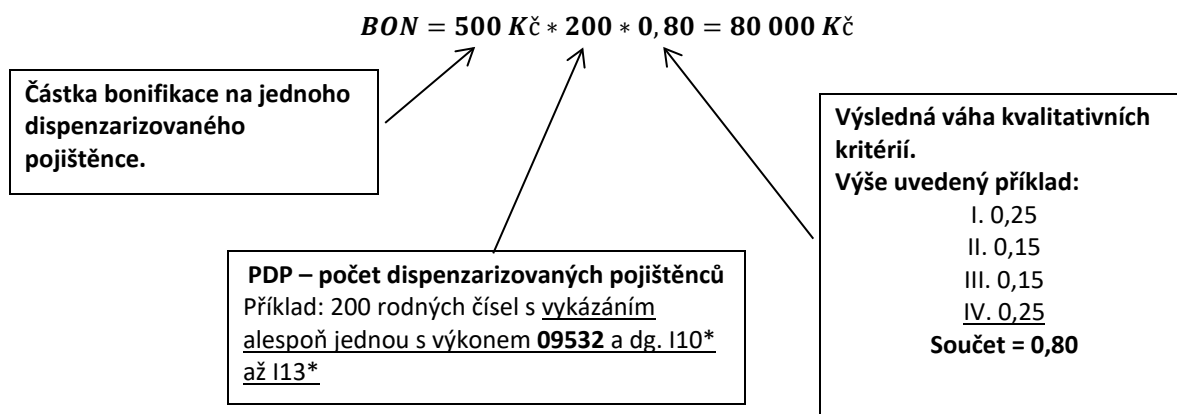 BON = 500 Kč * 200 * 0,80 = 80 000 Kč
Částka bonifikace na jednoho
dispenzarizovaného
pojištěnce.
PDP – počet dispenzarizovaných pojištěnců
Příklad: 200 rodných čísel s vykázáním
alespoň jednou s výkonem 09532 a dg. I10*
až I13*
Výsledná váha kvalitativních
kritérií.
Výše uvedený příklad:
I. 0,25
II. 0,15
III. 0,15
IV. 0,25
Součet = 0,80